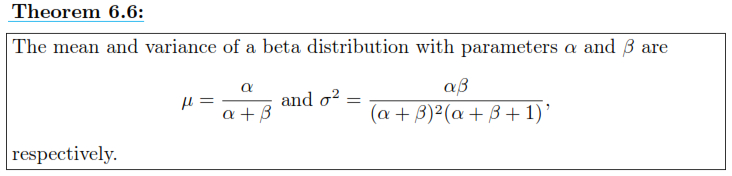 Theorem 6.6:
The mean and variance of a beta distribution with parameters α and β are
μ = α / (α + β) and σ² = αβ / ((α + β)²(α + β + 1)),
respectively.